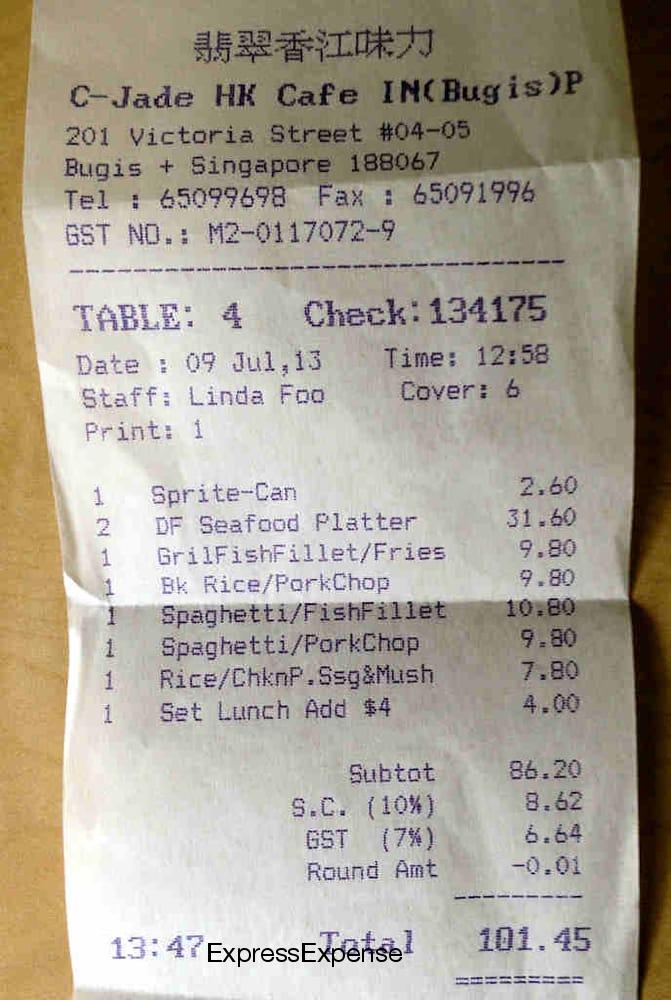 翡翠香江味力
C-Jade HK Cafe IN(Bugis)P
201 Victoria Street #04-05
Bugis + Singapore 188067
Tel : 65099698 Fax : 65091996
GST NO.: M2-0117072-9
TABLE: 4 Check:134175
Date : 09 Jul,13 Time: 12:58
Staff: Linda Foo Cover: 6
Print: 1
1 Sprite-Can 2.60
2 DF Seafood Platter 31.60
1 GrilFishFillet/Fries 9.80
1 Bk Rice/PorkChop 9.80
1 Spaghetti/FishFillet 10.80
1 Spaghetti/PorkChop 9.80
1 Rice/ChknP.Ssg&Mush 7.80
1 Set Lunch Add $4 4.00
Subtot 86.20
S.C. (10%) 8.62
GST (7%) 6.64
Round Amt -0.01
13:47 Total 101.45
ExpressExpense